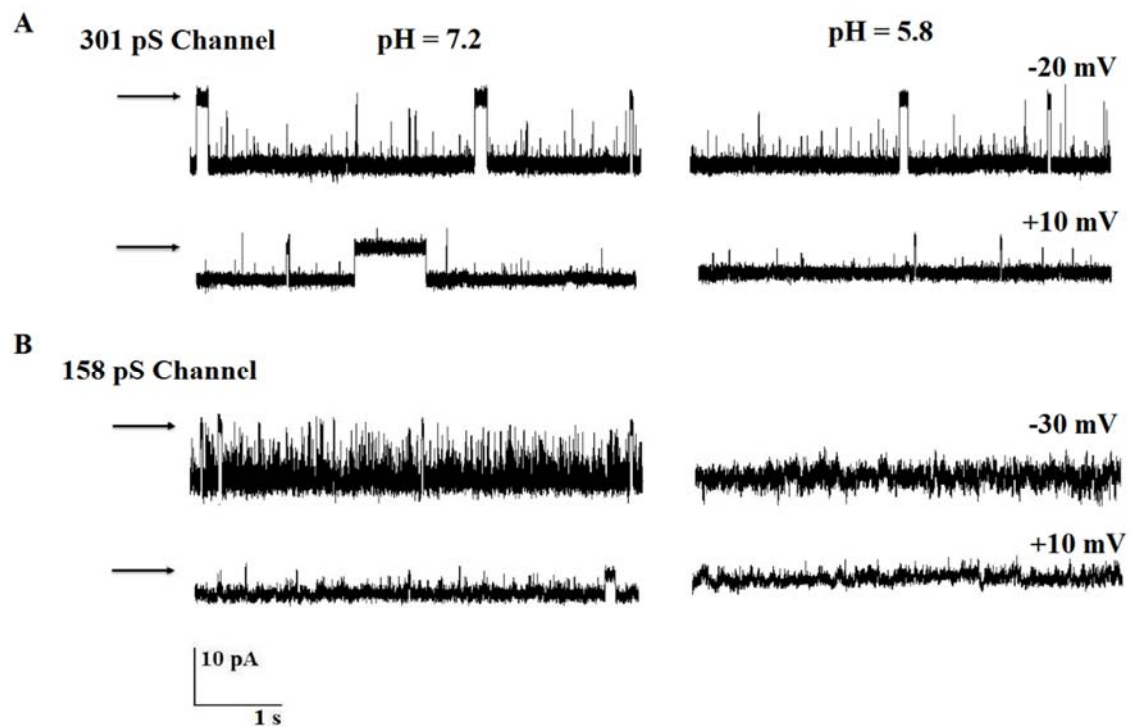 A
301 pS Channel
pH = 7.2
pH = 5.8
-20 mV
+10 mV
B
158 pS Channel
-30 mV
+10 mV
10 pA
1 s